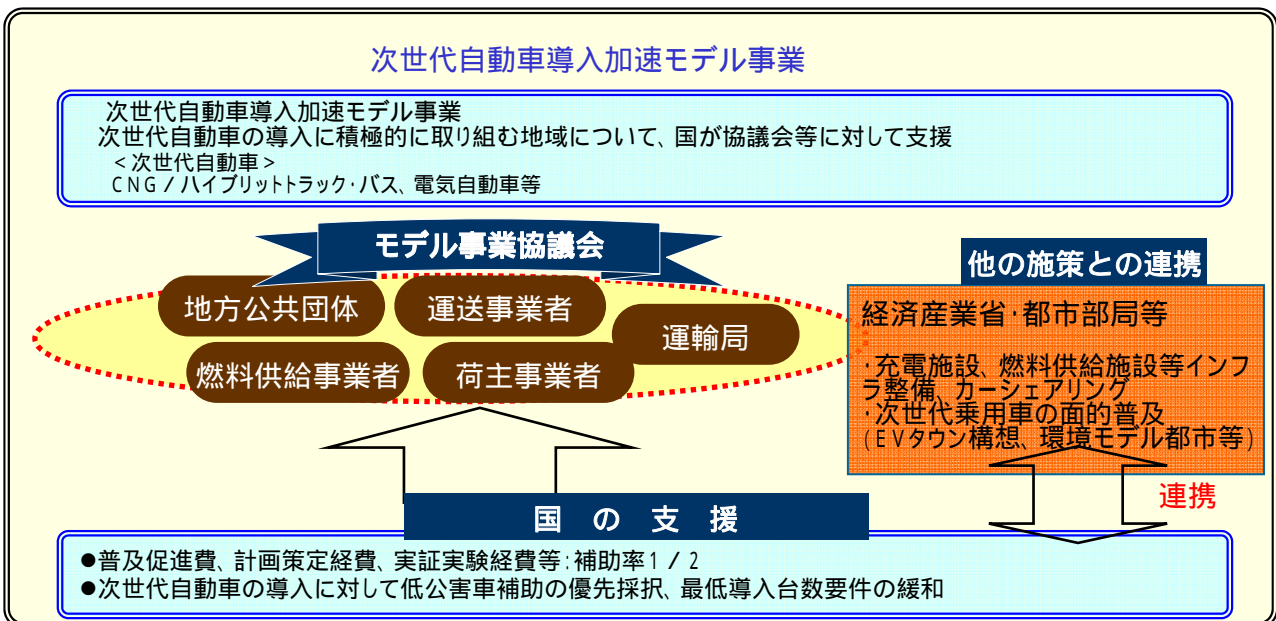 次世代自動車導入加速モデル事業
次世代自動車導入加速モデル事業
次世代自動車の導入に積極的に取り組む地域について、国が協議会等に対して支援
<次世代自動車>
CNG/ハイブリットトラック・バス、電気自動車等
モデル事業協議会
地方公共団体
運送事業者
運輸局
燃料供給事業者
荷主事業者
他の施策との連携
経済産業省・都市部局等
・充電施設、燃料供給施設等インフ
ラ整備、カーシェアリング
・次世代乗用車の面的普及
(EVタウン構想、環境モデル都市等)
連携
国の支援
●普及促進費、計画策定経費、実証実験経費等:補助率1/2
●次世代自動車の導入に対して低公害車補助の優先採択、最低導入台数要件の緩和